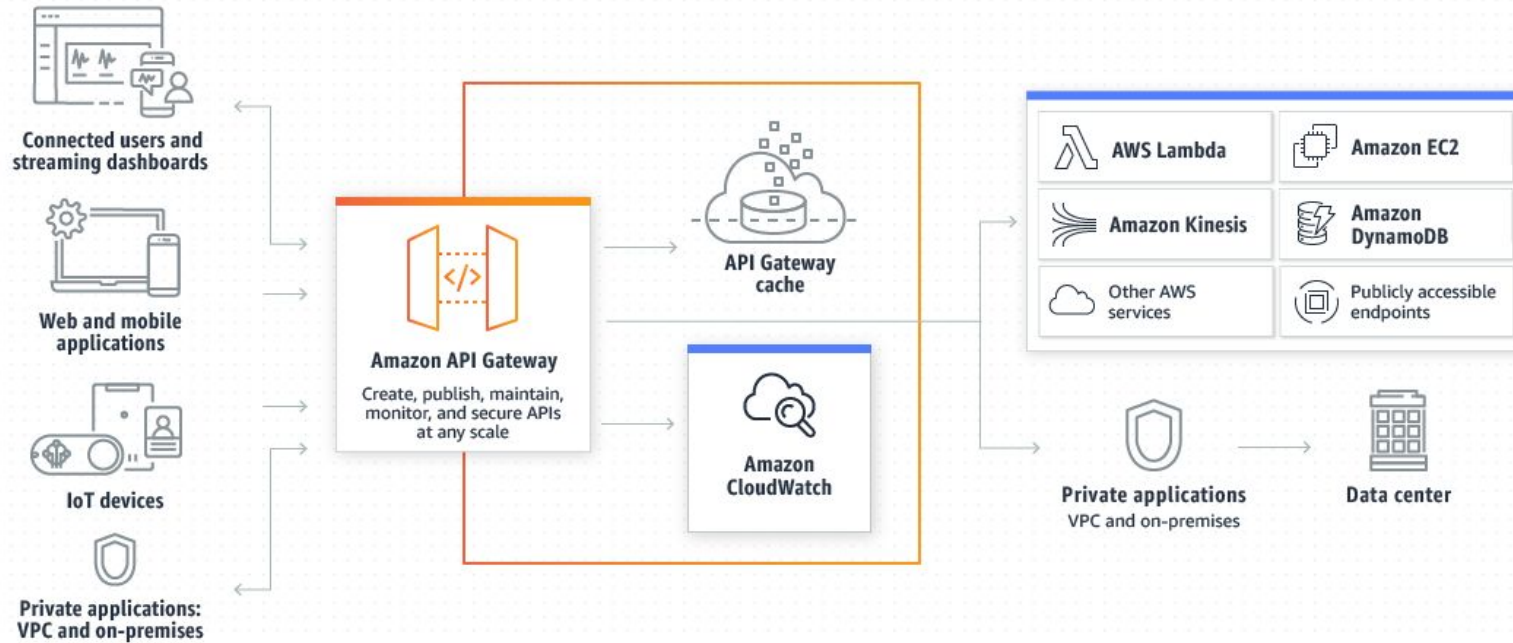 Connected users and
streaming dashboards
Web and mobile
applications
IoT devices
Private applications:
VPC and on-premises
</>
Amazon API Gateway
Create, publish, maintain,
monitor, and secure APIs
at any scale
API Gateway
cache
Amazon
CloudWatch
AWS Lambda
Amazon EC2
Amazon Kinesis
Amazon
DynamoDB
Other AWS
services
Publicly accessible
endpoints
Private applications
VPC and on-premises
Data center